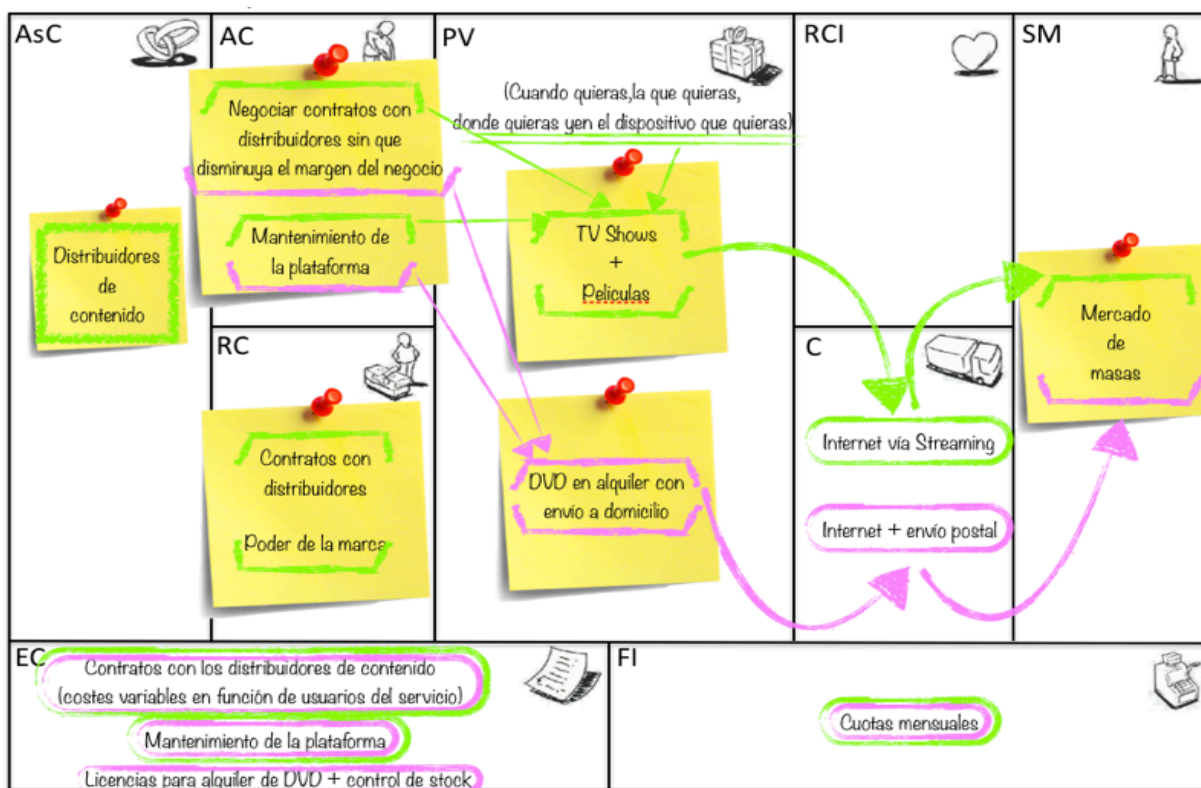 AsC
Distribuidores
de
contenido
AC
Negociar contratos con
distribuidores sin que
disminuya el margen del negocio
Mantenimiento de
la plataforma
RC
Contratos con
distribuidores
Poder de la marca
PV
(Cuando quieras,la que quieras,
donde quieras yen el dispositivo que quieras)
TV Shows
+
Peliculas
DVD en alquiler con
envío a domicilio
RCI
C
Internet vía Streaming
Internet + envío postal
SM
Mercado
de
masas
EC
Contratos con los distribuidores de contenido
(costes variables en función de usuarios del servicio)
Mantenimiento de la plataforma
Licencias para alquiler de DVD + control de stock
FI
Cuotas mensuales